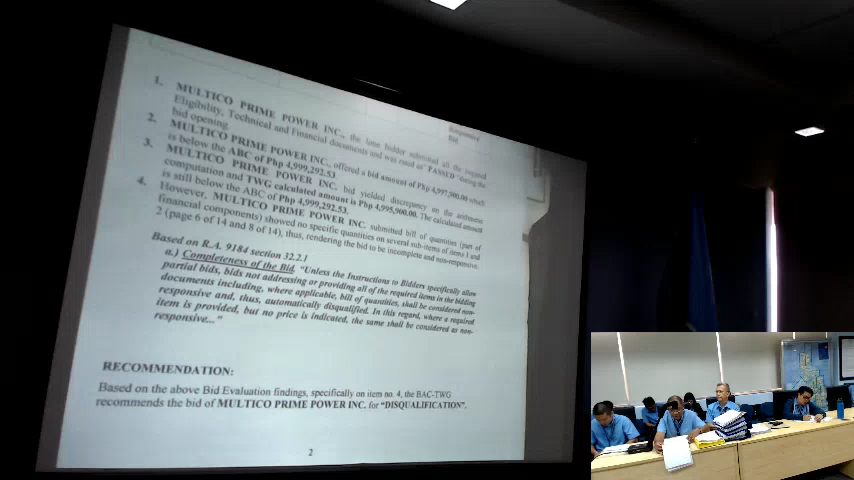 Responsive
Bid
1. MULTICO PRIME POWER INC., the lone bidder submitted all the required
Eligibility, Technical and Financial documents and was rated as "PASSED" during the
bid opening.
2. MULTICO PRIME POWER INC., offered a bid amount of Php 4,997,900.00 which
is below the ABC of Php 4,999,292.53.
3. MULTICO PRIME POWER INC. bid yielded discrepancy on the arithmetic
computation and TWG calculated amount is Php 4,995,900.00. The calculated amount
is still below the ABC of Php 4,999,292.53.
4. However, MULTICO PRIME POWER INC. submitted bill of quantities (part of
financial components) showed no specific quantities on several sub-items of items 1 and
2 (page 6 of 14 and 8 of 14), thus, rendering the bid to be incomplete and non-responsive.
Based on R.A. 9184 section 32.2.1
a.) Completeness of the Bid. "Unless the Instructions to Bidders specifically allow
partial bids, bids not addressing or providing all of the required items in the bidding
documents including, where applicable, bill of quantities, shall be considered non-
responsive and, thus, automatically disqualified. In this regard, where a required
item is provided, but no price is indicated, the same shall be considered as non-
responsive..."
RECOMMENDATION:
Based on the above Bid Evaluation findings, specifically on item no. 4, the BAC-TWG
recommends the bid of MULTICO PRIME POWER INC. for "DISQUALIFICATION".
2